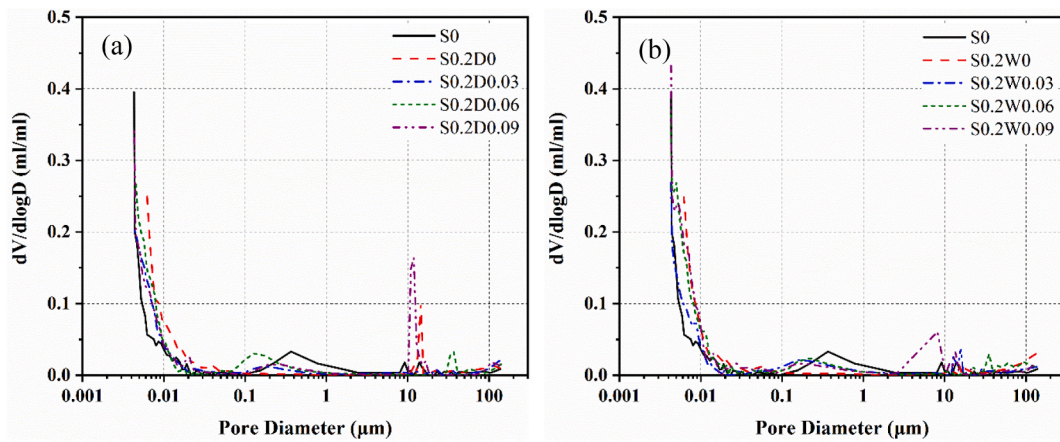 (a)
S0
S0.2D0
S0.2D0.03
S0.2D0.06
S0.2D0.09
0.5
0.4
0.3
0.2
0.1
0.0
dV/dlogD (ml/ml)
0.001
0.01
0.1
1
10
100
Pore Diameter (μm)
(b)
S0
S0.2W0
S0.2W0.03
S0.2W0.06
S0.2W0.09
0.5
0.4
0.3
0.2
0.1
0.0
dV/dlogD (ml/ml)
0.001
0.01
0.1
1
10
100
Pore Diameter (μm)